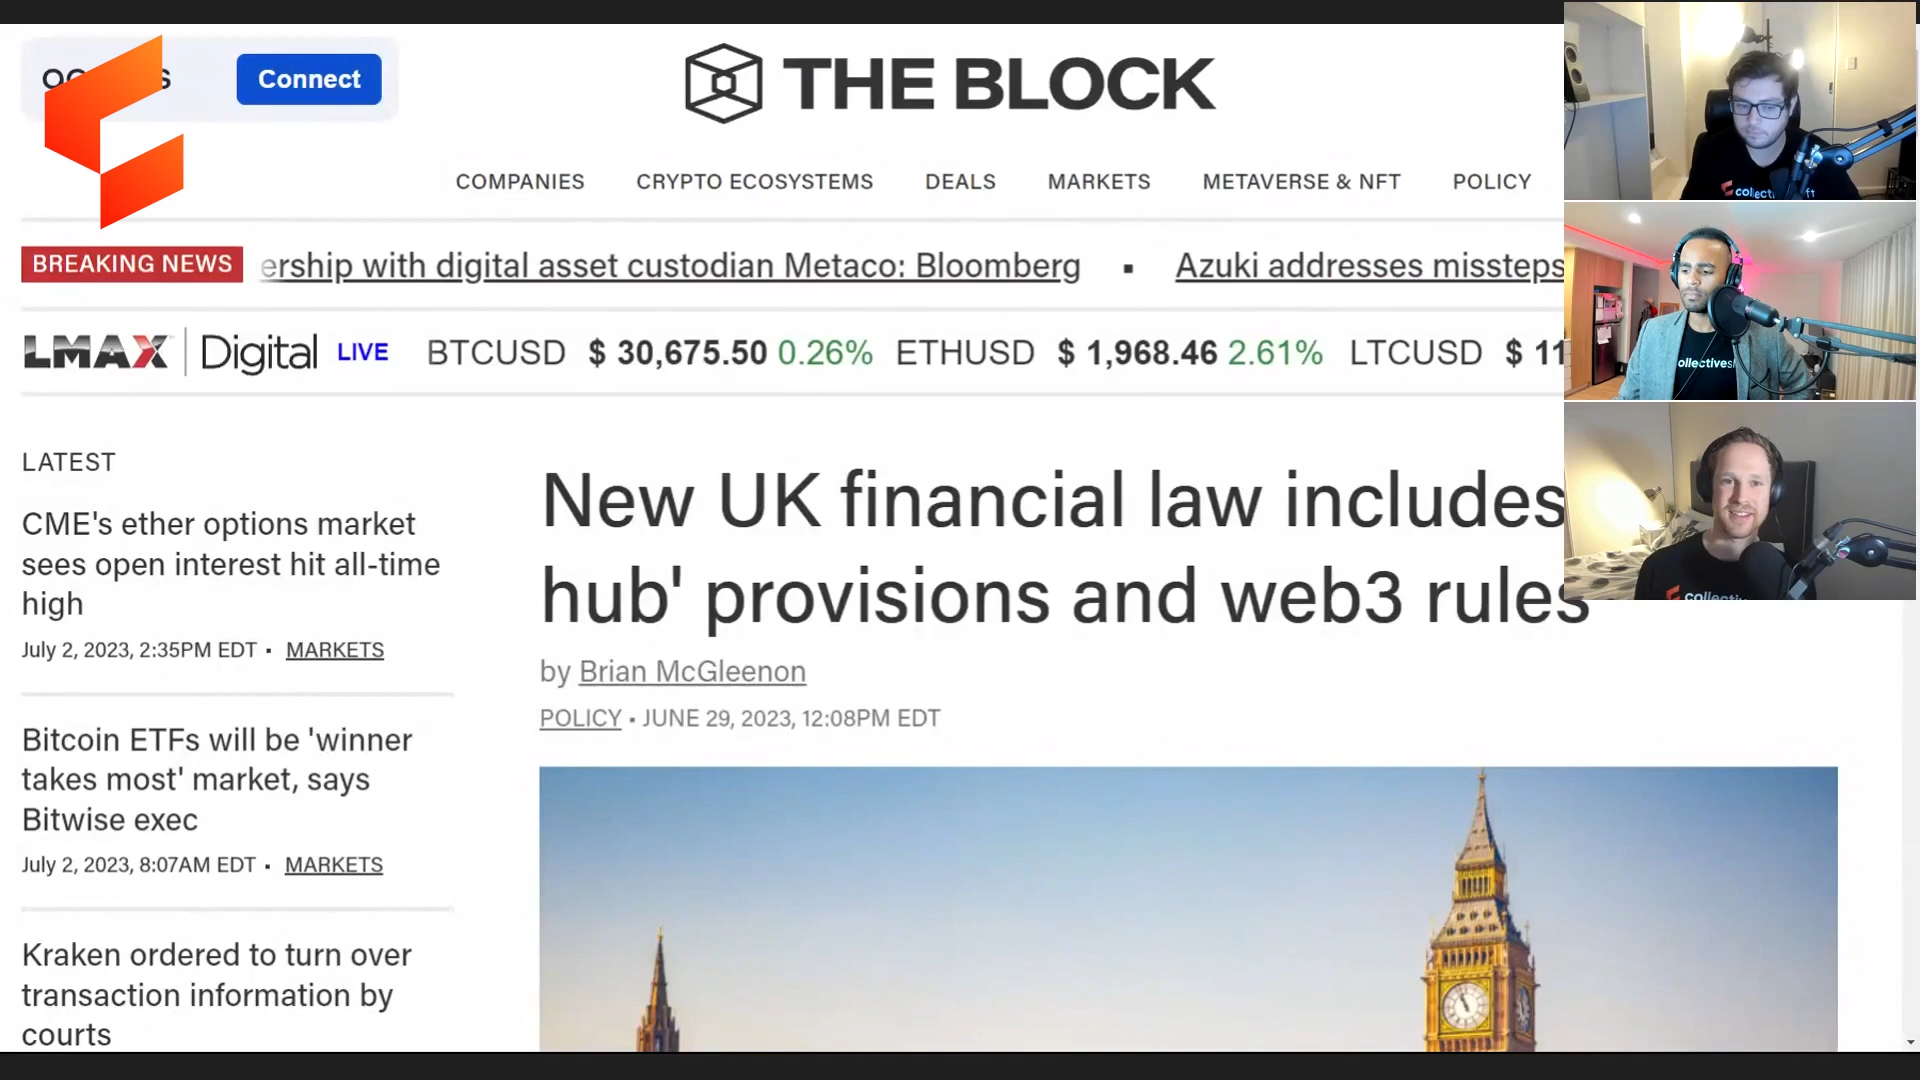 Connect
THE BLOCK
COMPANIES CRYPTO ECOSYSTEMS DEALS MARKETS METAVERSE & NFT POLICY
BREAKING NEWS ership with digital asset custodian Metaco: Bloomberg ▪ Azuki addresses missteps
LMAX Digital LIVE BTCUSD $ 30,675.50 0.26% ETHUSD $ 1,968.46 2.61% LTCUSD $ 11
LATEST
CME's ether options market
sees open interest hit all-time
high
July 2, 2023, 2:35PM EDT • MARKETS
Bitcoin ETFs will be 'winner
takes most' market, says
Bitwise exec
July 2, 2023, 8:07AM EDT • MARKETS
Kraken ordered to turn over
transaction information by
courts
New UK financial law includes
hub' provisions and web3 rules
by Brian McGleenon
POLICY • JUNE 29, 2023, 12:08PM EDT
collect ft
ollectives
collecti